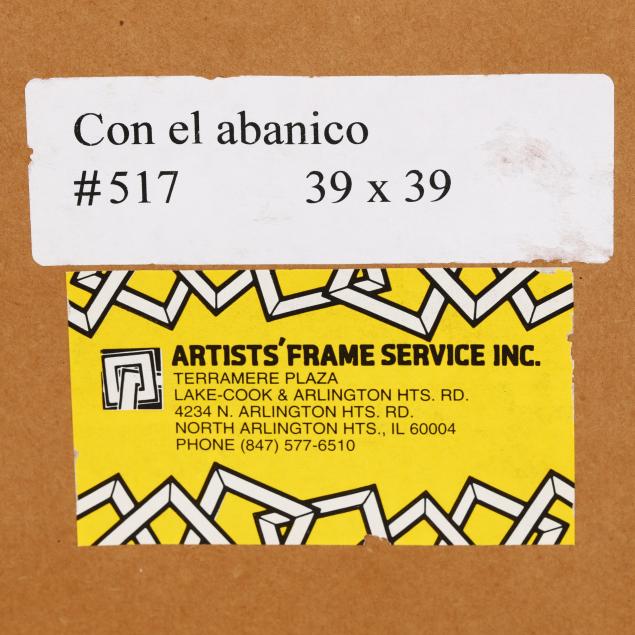 Con el abanico
#517 39 x 39
ARTISTS' FRAME SERVICE INC.
TERRAMERE PLAZA
LAKE-COOK & ARLINGTON HTS. RD.
4234 N. ARLINGTON HTS. RD.
NORTH ARLINGTON HTS., IL 60004
PHONE (847) 577-6510